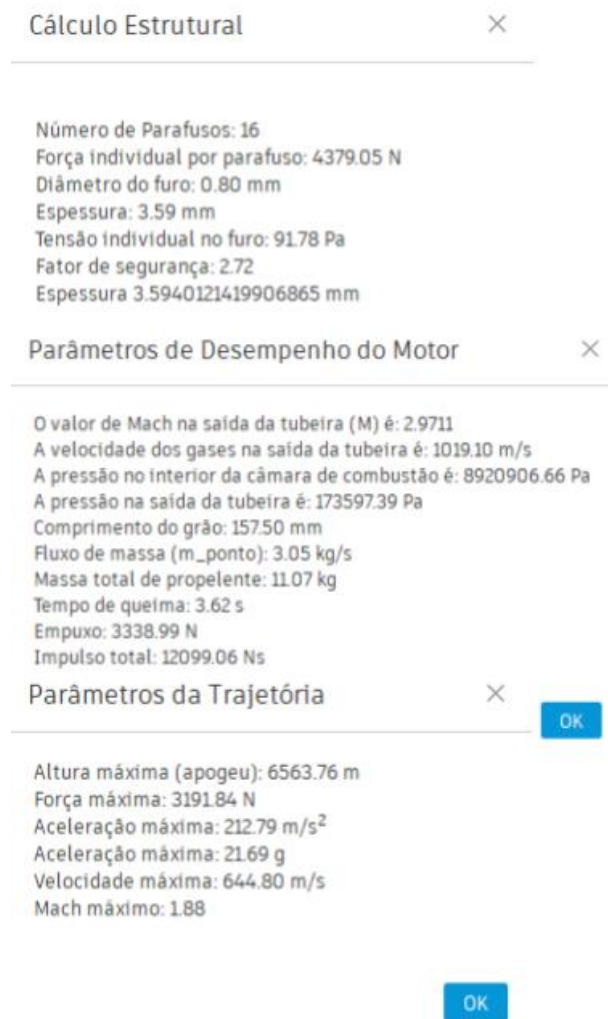 Cálculo Estrutural
Número de Parafusos: 16
Força individual por parafuso: 4379.05 N
Diâmetro do furo: 0.80 mm
Espessura: 3.59 mm
Tensão individual no furo: 91.78 Pa
Fator de segurança: 2.72
Espessura 3.5940121419906865 mm
Parâmetros de Desempenho do Motor
O valor de Mach na saída da tubeira (M) é: 2.9711
A velocidade dos gases na saída da tubeira é: 1019.10 m/s
A pressão no interior da câmara de combustão é: 8920906.66 Pa
A pressão na saída da tubeira é: 173597.39 Pa
Comprimento do grão: 157.50 mm
Fluxo de massa (m_ponto): 3.05 kg/s
Massa total de propelente: 11.07 kg
Tempo de queima: 3.62 s
Empuxo: 3338.99 N
Impulso total: 12099.06 Ns
Parâmetros da Trajetória
OK
Altura máxima (apogeu): 6563.76 m
Força máxima: 3191.84 N
Aceleração máxima: 212.79 m/s²
Aceleração máxima: 21.69 g
Velocidade máxima: 644.80 m/s
Mach máximo: 1.88
OK